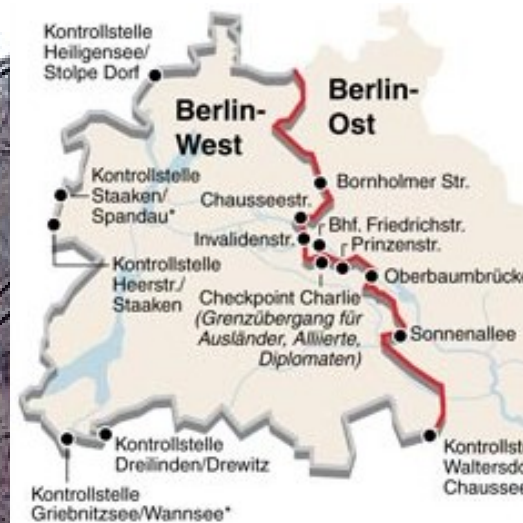 Kontrollstelle
Heiligensee/
Stolpe Dorf
Berlin-
West
Berlin-
Ost
Kontrollstelle
Staaken/
Spandau*
Chausseestr.
Bornholmer Str.
Invalidenstr.
Bhf. Friedrichstr.
Prinzenstr.
Kontrollstelle
Heerstr./
Staaken
Oberbaumbrücke
Checkpoint Charlie
(Grenzübergang für
Ausländer, Alliierte,
Diplomaten)
Sonnenallee
Kontrollstelle
Dreilinden/Drewitz
Kontrollst
Waltersdo
Chaussee
Kontrollstelle
Griebnitzsee/Wannsee*